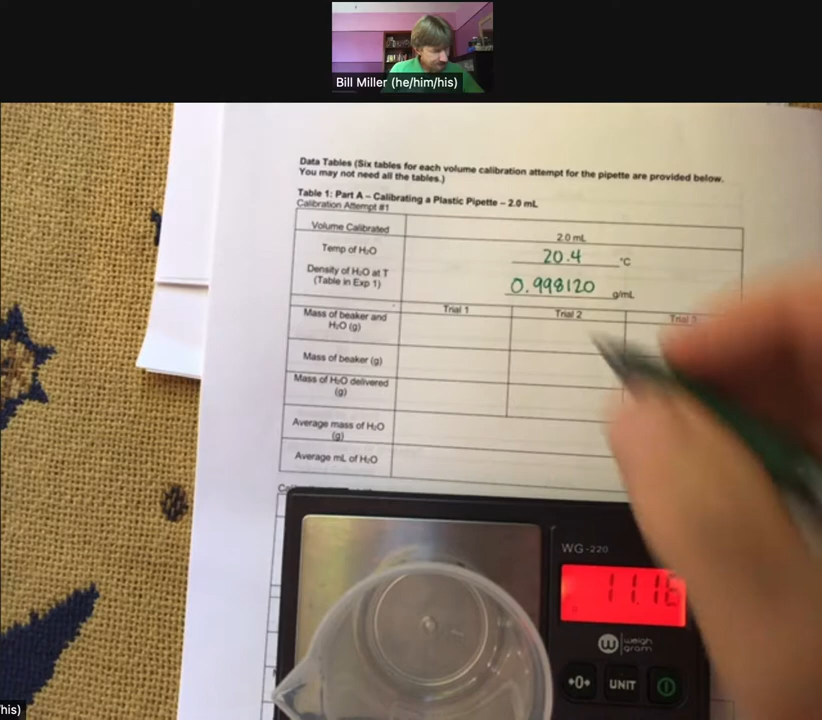 Bill Miller (he/him/his)
Data Tables (Six tables for each volume calibration attempt for the pipette are provided below.
You may not need all the tables.)
Table 1: Part A – Calibrating a Plastic Pipette – 2.0 mL
Calibration Attempt #1
Volume Calibrated 2.0 mL
Temp of H₂O 20.4 °C
Density of H₂O at T
(Table in Exp 1) 0.998120 g/mL
Mass of beaker and
H₂O (g) Trial 1 Trial 2 Trial
Mass of beaker (g)
Mass of H₂O delivered
(g)
Average mass of H₂O
(g)
Average mL of H₂O
WG-220
weigh
gram
→0← UNIT
his)